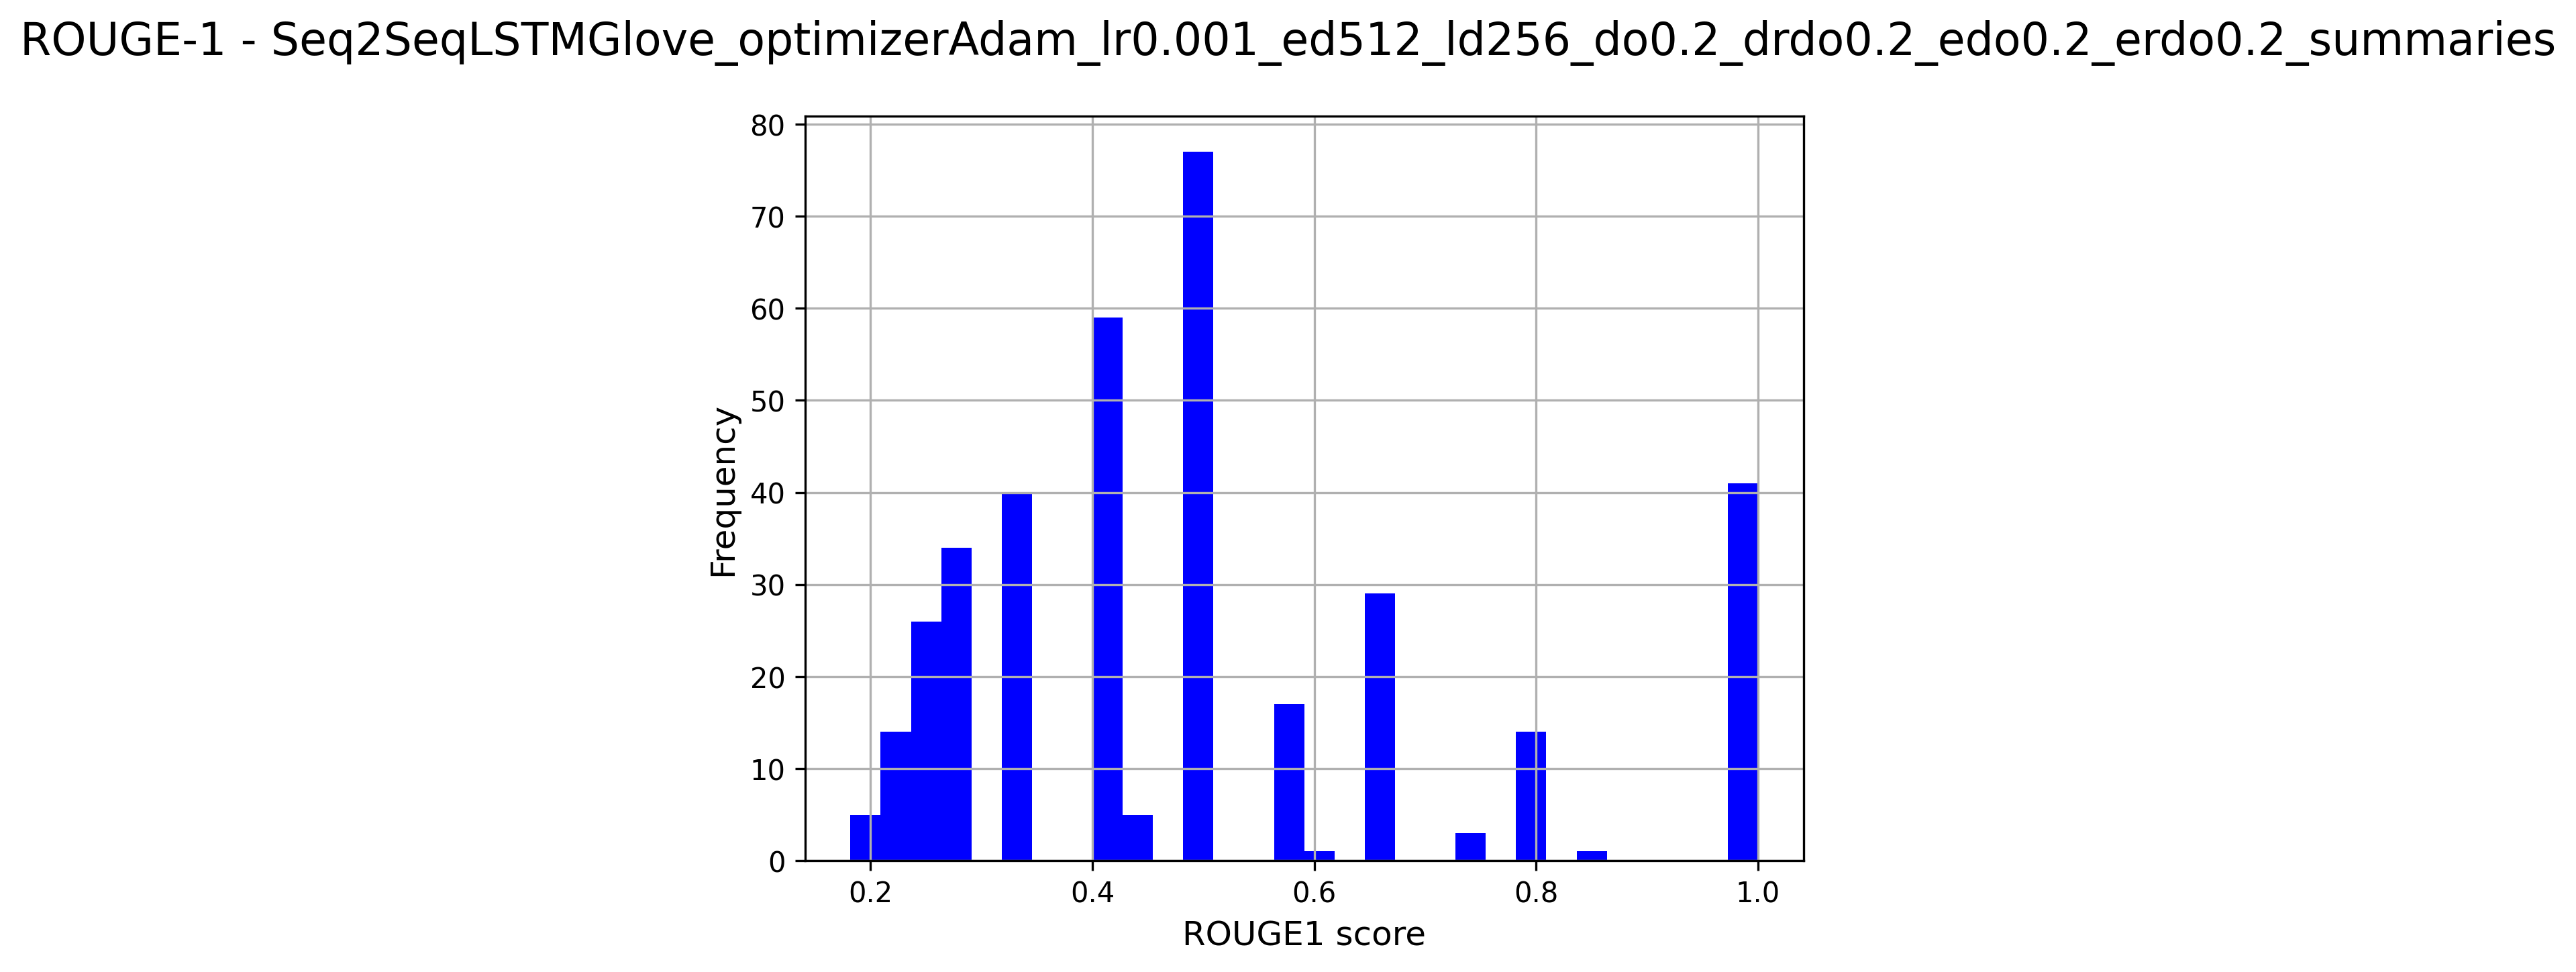 ROUGE-1 - Seq2SeqLSTMGlove_optimizerAdam_lr0.001_ed512_ld256_do0.2_drdo0.2_edo0.2_erdo0.2_summaries
80
70
60
50
40
30
20
10
0
Frequency
0.2 0.4 0.6 0.8 1.0
ROUGE1 score